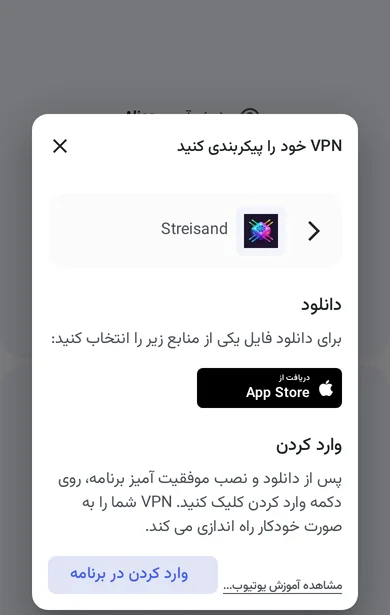 VPN خود را پیکربندی کنید
Streisand
دانلود
برای دانلود فایل یکی از منابع زیر را انتخاب کنید:
دریافت از
App Store
وارد کردن
پس از دانلود و نصب موفقیت آمیز برنامه، روی
دکمه وارد کردن کلیک کنید. VPN شما را به
صورت خودکار راه اندازی می کند.
مشاهده آموزش یوتیوب...
وارد کردن در برنامه